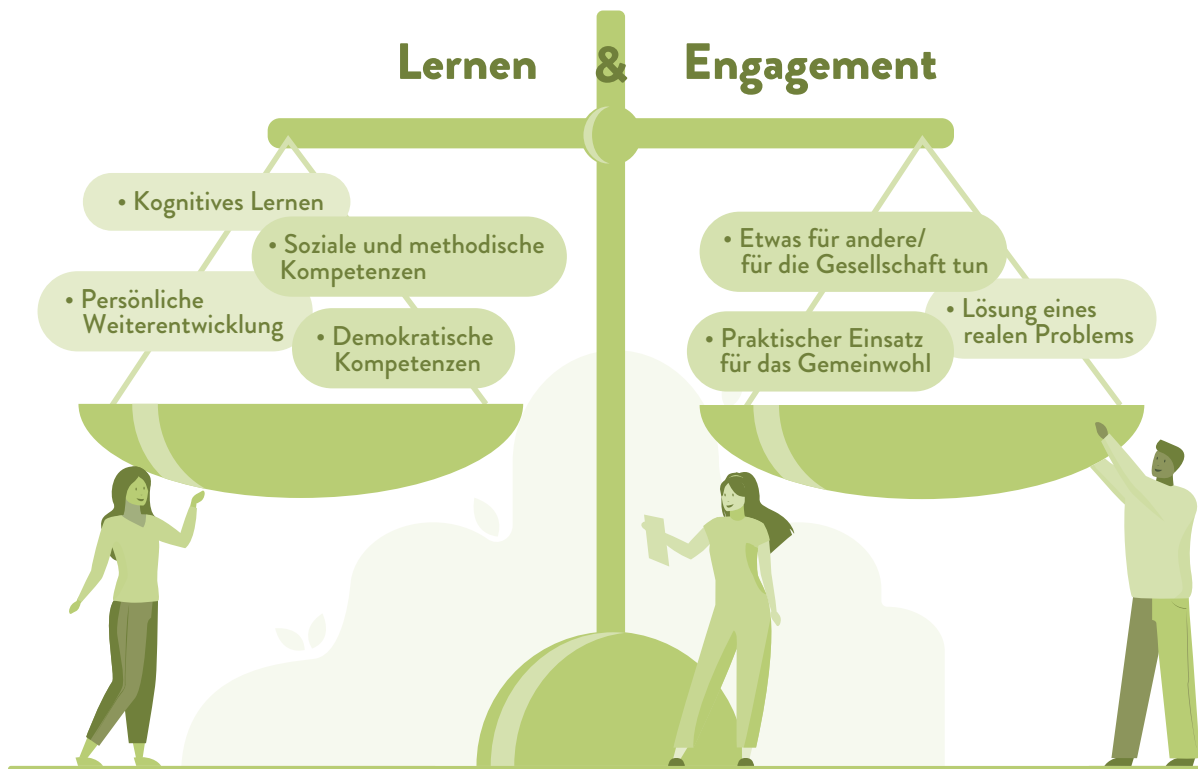 Lernen & Engagement
• Kognitives Lernen
• Soziale und methodische
Kompetenzen
• Persönliche
Weiterentwicklung
• Demokratische
Kompetenzen
• Etwas für andere/
für die Gesellschaft tun
• Lösung eines
realen Problems
• Praktischer Einsatz
für das Gemeinwohl